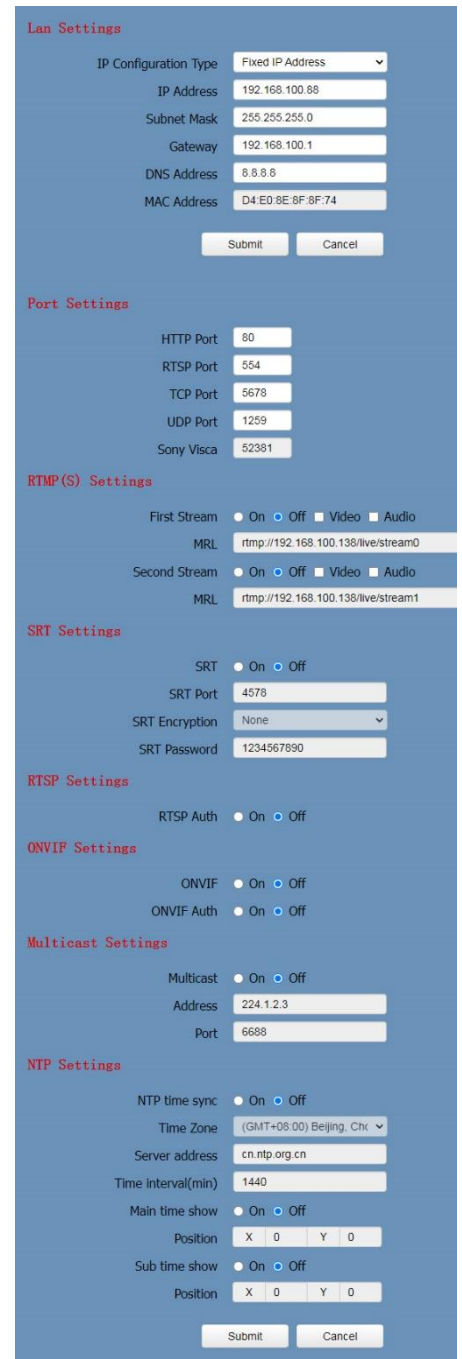 Lan Settings
IP Configuration Type Fixed IP Address
IP Address 192.168.100.88
Subnet Mask 255.255.255.0
Gateway 192.168.100.1
DNS Address 8.8.8.8
MAC Address D4:E0:8E:8F:8F:74
Submit Cancel
Port Settings
HTTP Port 80
RTSP Port 554
TCP Port 5678
UDP Port 1259
Sony Visca 52381
RTMP(S) Settings
First Stream On Off Video Audio
MRL rtmp://192.168.100.138/live/stream0
Second Stream On Off Video Audio
MRL rtmp://192.168.100.138/live/stream1
SRT Settings
SRT On Off
SRT Port 4578
SRT Encryption None
SRT Password 1234567890
RTSP Settings
RTSP Auth On Off
ONVIF Settings
ONVIF On Off
ONVIF Auth On Off
Multicast Settings
Multicast On Off
Address 224.1.2.3
Port 6688
NTP Settings
NTP time sync On Off
Time Zone (GMT+08:00) Beijing, Chc
Server address cn.ntp.org.cn
Time interval(min) 1440
Main time show On Off
Position X 0 Y 0
Sub time show On Off
Position X 0 Y 0
Submit Cancel